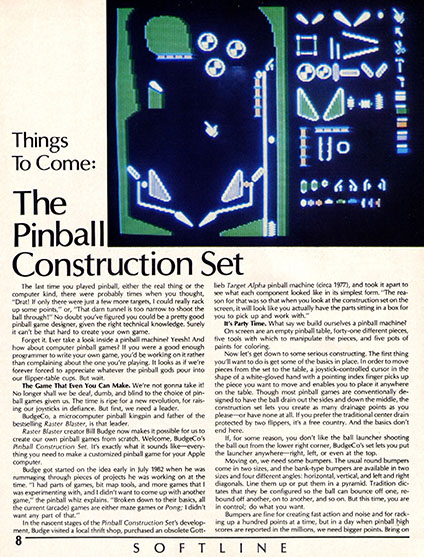 Things
To Come:
The
Pinball
Construction Set
The last time you played pinball, either the real thing or the
computer kind, there were probably times when you thought,
"Drat! If only there were just a few more targets, I could really rack
up some points," or, "That darn tunnel is too narrow to shoot the
ball through!" No doubt you've figured you could be a pretty good
pinball game designer, given the right technical knowledge. Surely
it can't be that hard to create your own game.
Forget it. Ever take a look inside a pinball machine? Yeesh! And
how about computer pinball games? If you were a good enough
programmer to write your own game, you'd be working on it rather
than complaining about the one you're playing. It looks as if we're
forever forced to appreciate whatever the pinball gods pour into
our flipper-table cups. But wait.
The Game That Even You Can Make. We're not gonna take it!
No longer shall we be deaf, dumb, and blind to the choice of pin-
ball games given us. The time is ripe for a new revolution, for rais-
ing our joysticks in defiance. But first, we need a leader.
BudgeCo, a microcomputer pinball kingpin and father of the
bestselling Raster Blaster, is that leader.
Raster Blaster creator Bill Budge now makes it possible for us to
create our own pinball games from scratch. Welcome, BudgeCo's
Pinball Construction Set. It's exactly what it sounds like—every-
thing you need to make a customized pinball game for your Apple
computer.
Budge got started on the idea early in July 1982 when he was
rummaging through pieces of projects he was working on at the
time. "I had parts of games, bit map tools, and more games that I
was experimenting with, and I didn't want to come up with another
game," the pinball whiz explains. "Broken down to their basics, all
the current (arcade) games are either maze games or Pong; I didn't
want any part of that."
In the nascent stages of the Pinball Construction Set's develop-
ment, Budge visited a local thrift shop, purchased an obsolete Gott-
lieb Target Alpha pinball machine (circa 1977), and took it apart to
see what each component looked like in its simplest form. "The rea-
son for that was so that when you look at the construction set on the
screen, it will look like you actually have the parts sitting in a box for
you to pick up and work with."
It's Party Time. What say we build ourselves a pinball machine?
On screen are an empty pinball table, forty-one different pieces,
five tools with which to manipulate the pieces, and five pots of
paints for coloring.
Now let's get down to some serious constructing. The first thing
you'll want to do is get some of the basics in place. In order to move
pieces from the set to the table, a joystick-controlled cursor in the
shape of a white-gloved hand with a pointing index finger picks up
the piece you want to move and enables you to place it anywhere
on the table. Though most pinball games are conventionally de-
signed to have the ball drain out the sides and down the middle, the
construction set lets you create as many drainage points as you
please—or have none at all. If you prefer the traditional center drain
protected by two flippers, it's a free country. And the basics don't
end here.
If, for some reason, you don't like the ball launcher shooting
the ball out from the lower right corner, BudgeCo's set lets you put
the launcher anywhere—right, left, or even at the top.
Moving on, we need some bumpers. The usual round bumpers
come in two sizes, and the bank-type bumpers are available in two
sizes and four different angles: horizontal, vertical, and left and right
diagonals. Line them up or put them in a pyramid. Tradition dic-
tates that they be configured so the ball can bounce off one, re-
bound off another, on to another, and so on. But this time, you are
in control; do what you want.
Bumpers are fine for creating fast action and noise and for rack-
ing up a hundred points at a time, but in a day when pinball high
scores are reported in the millions, we need bigger points. Bring on
8
SOFTLINE